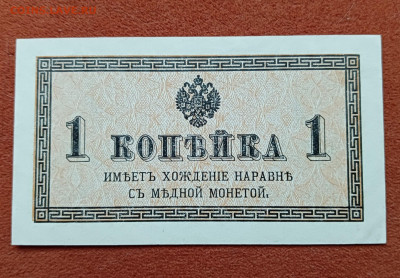 1 КОПѢЙКА 1
ИМѢЕТЪ ХОЖДЕНІЕ НАРАВНѢ
СЪ МѢДНОЙ МОНЕТОЙ.